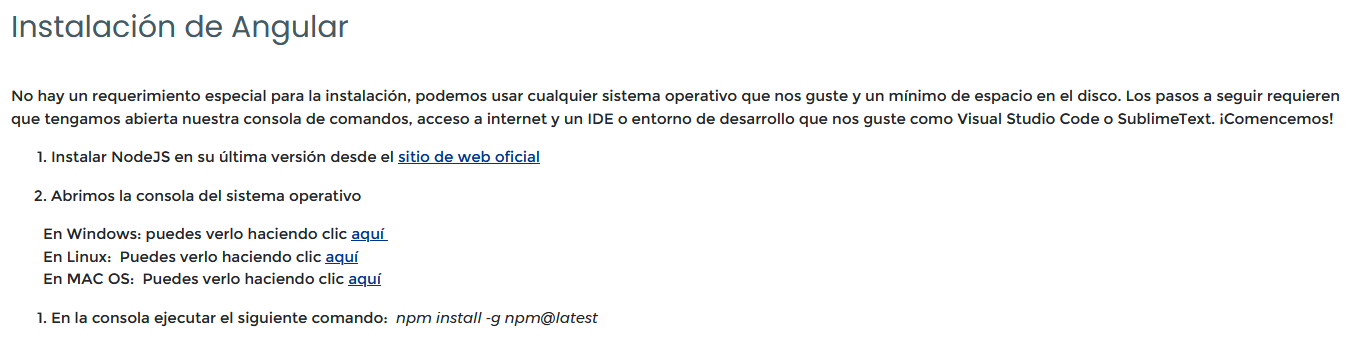 Instalación de Angular
No hay un requerimiento especial para la instalación, podemos usar cualquier sistema operativo que nos guste y un mínimo de espacio en el disco. Los pasos a seguir requieren
que tengamos abierta nuestra consola de comandos, acceso a internet y un IDE o entorno de desarrollo que nos guste como Visual Studio Code o SublimeText. ¡Comencemos!
1. Instalar NodeJS en su última versión desde el sitio de web oficial
2. Abrimos la consola del sistema operativo
En Windows: puedes verlo haciendo clic aquí
En Linux:  Puedes verlo haciendo clic aquí
En MAC OS:  Puedes verlo haciendo clic aquí
1. En la consola ejecutar el siguiente comando:  npm install -g npm@latest